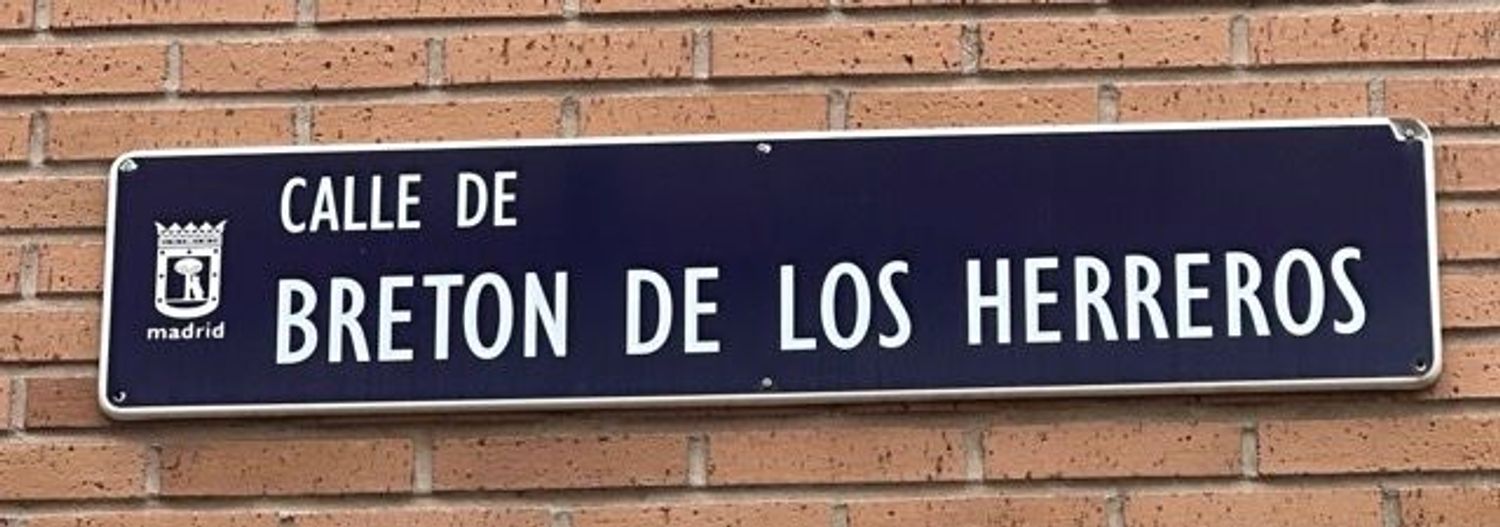 CALLE DE
BRETON DE LOS HERREROS
madrid